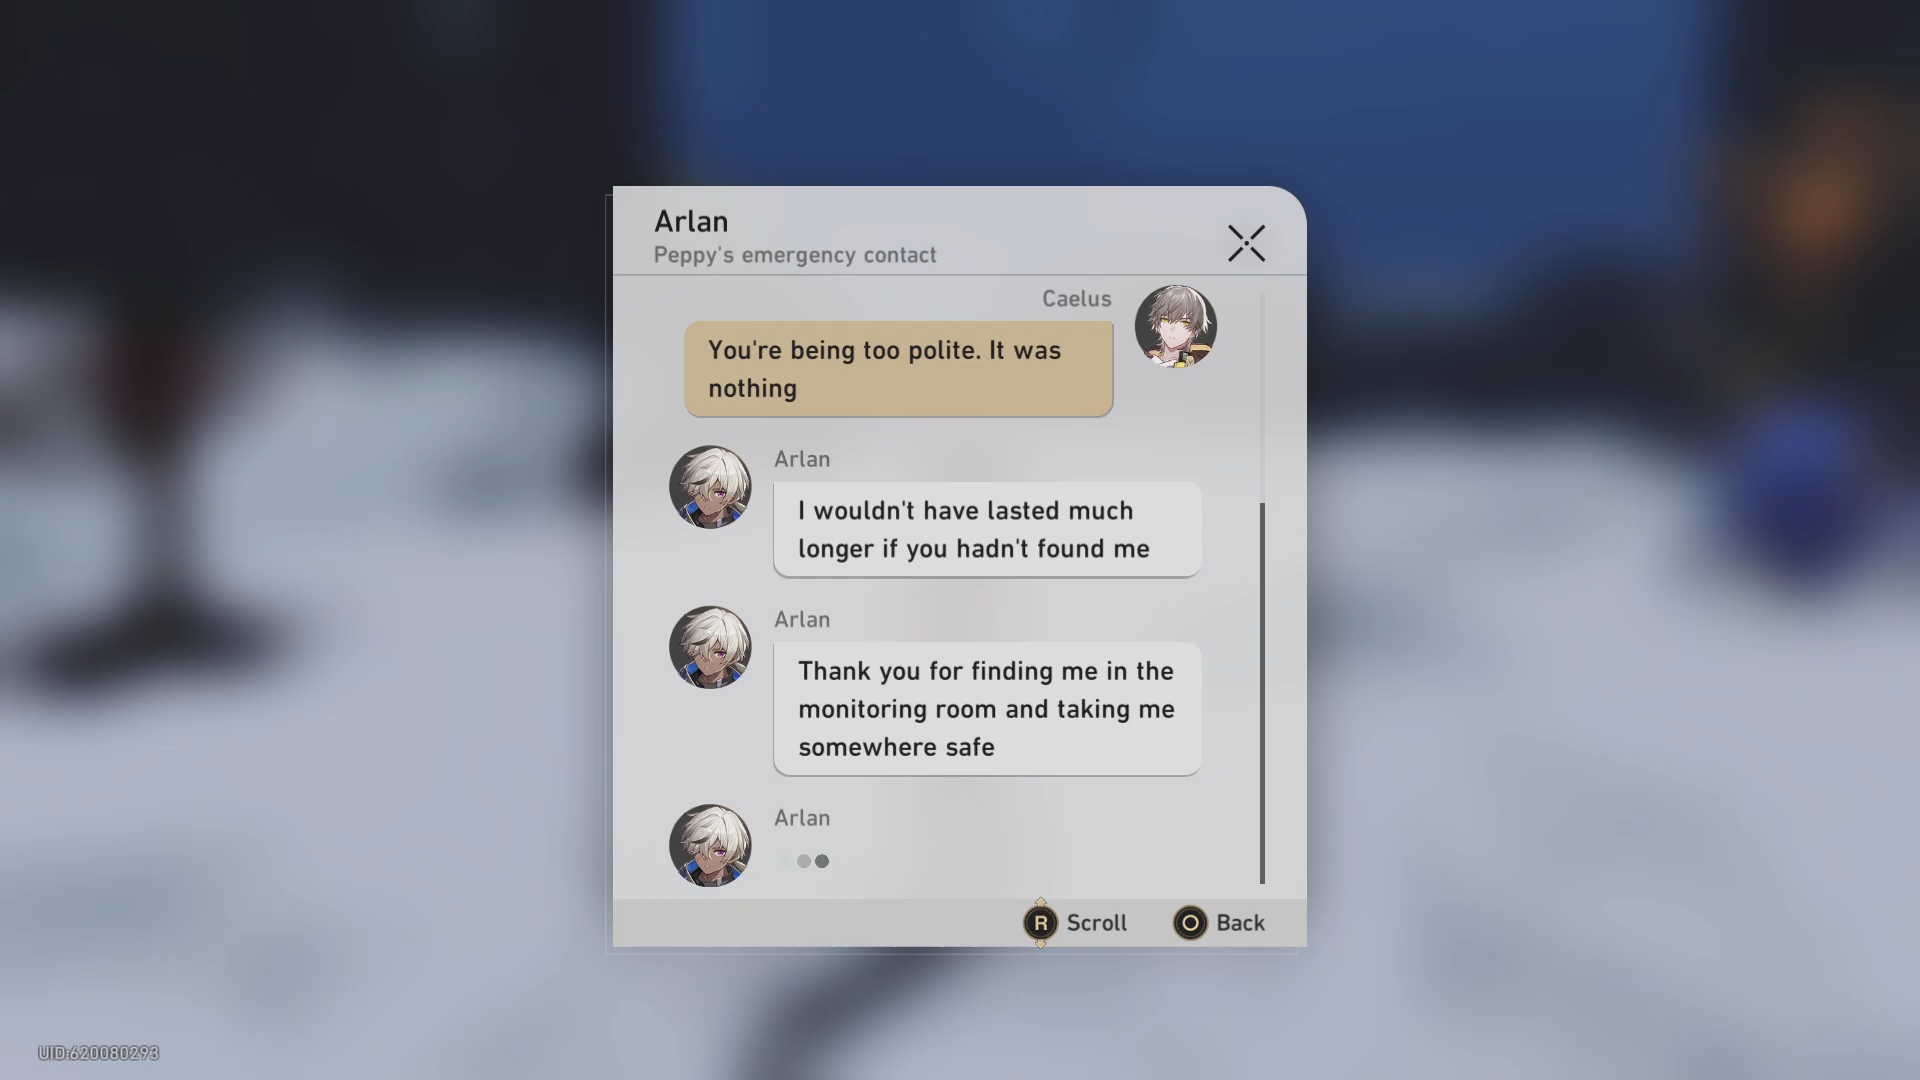 Arlan
Peppy's emergency contact
Caelus
You're being too polite. It was
nothing
Arlan
I wouldn't have lasted much
longer if you hadn't found me
Arlan
Thank you for finding me in the
monitoring room and taking me
somewhere safe
Arlan
R Scroll
Back
UID:620080293